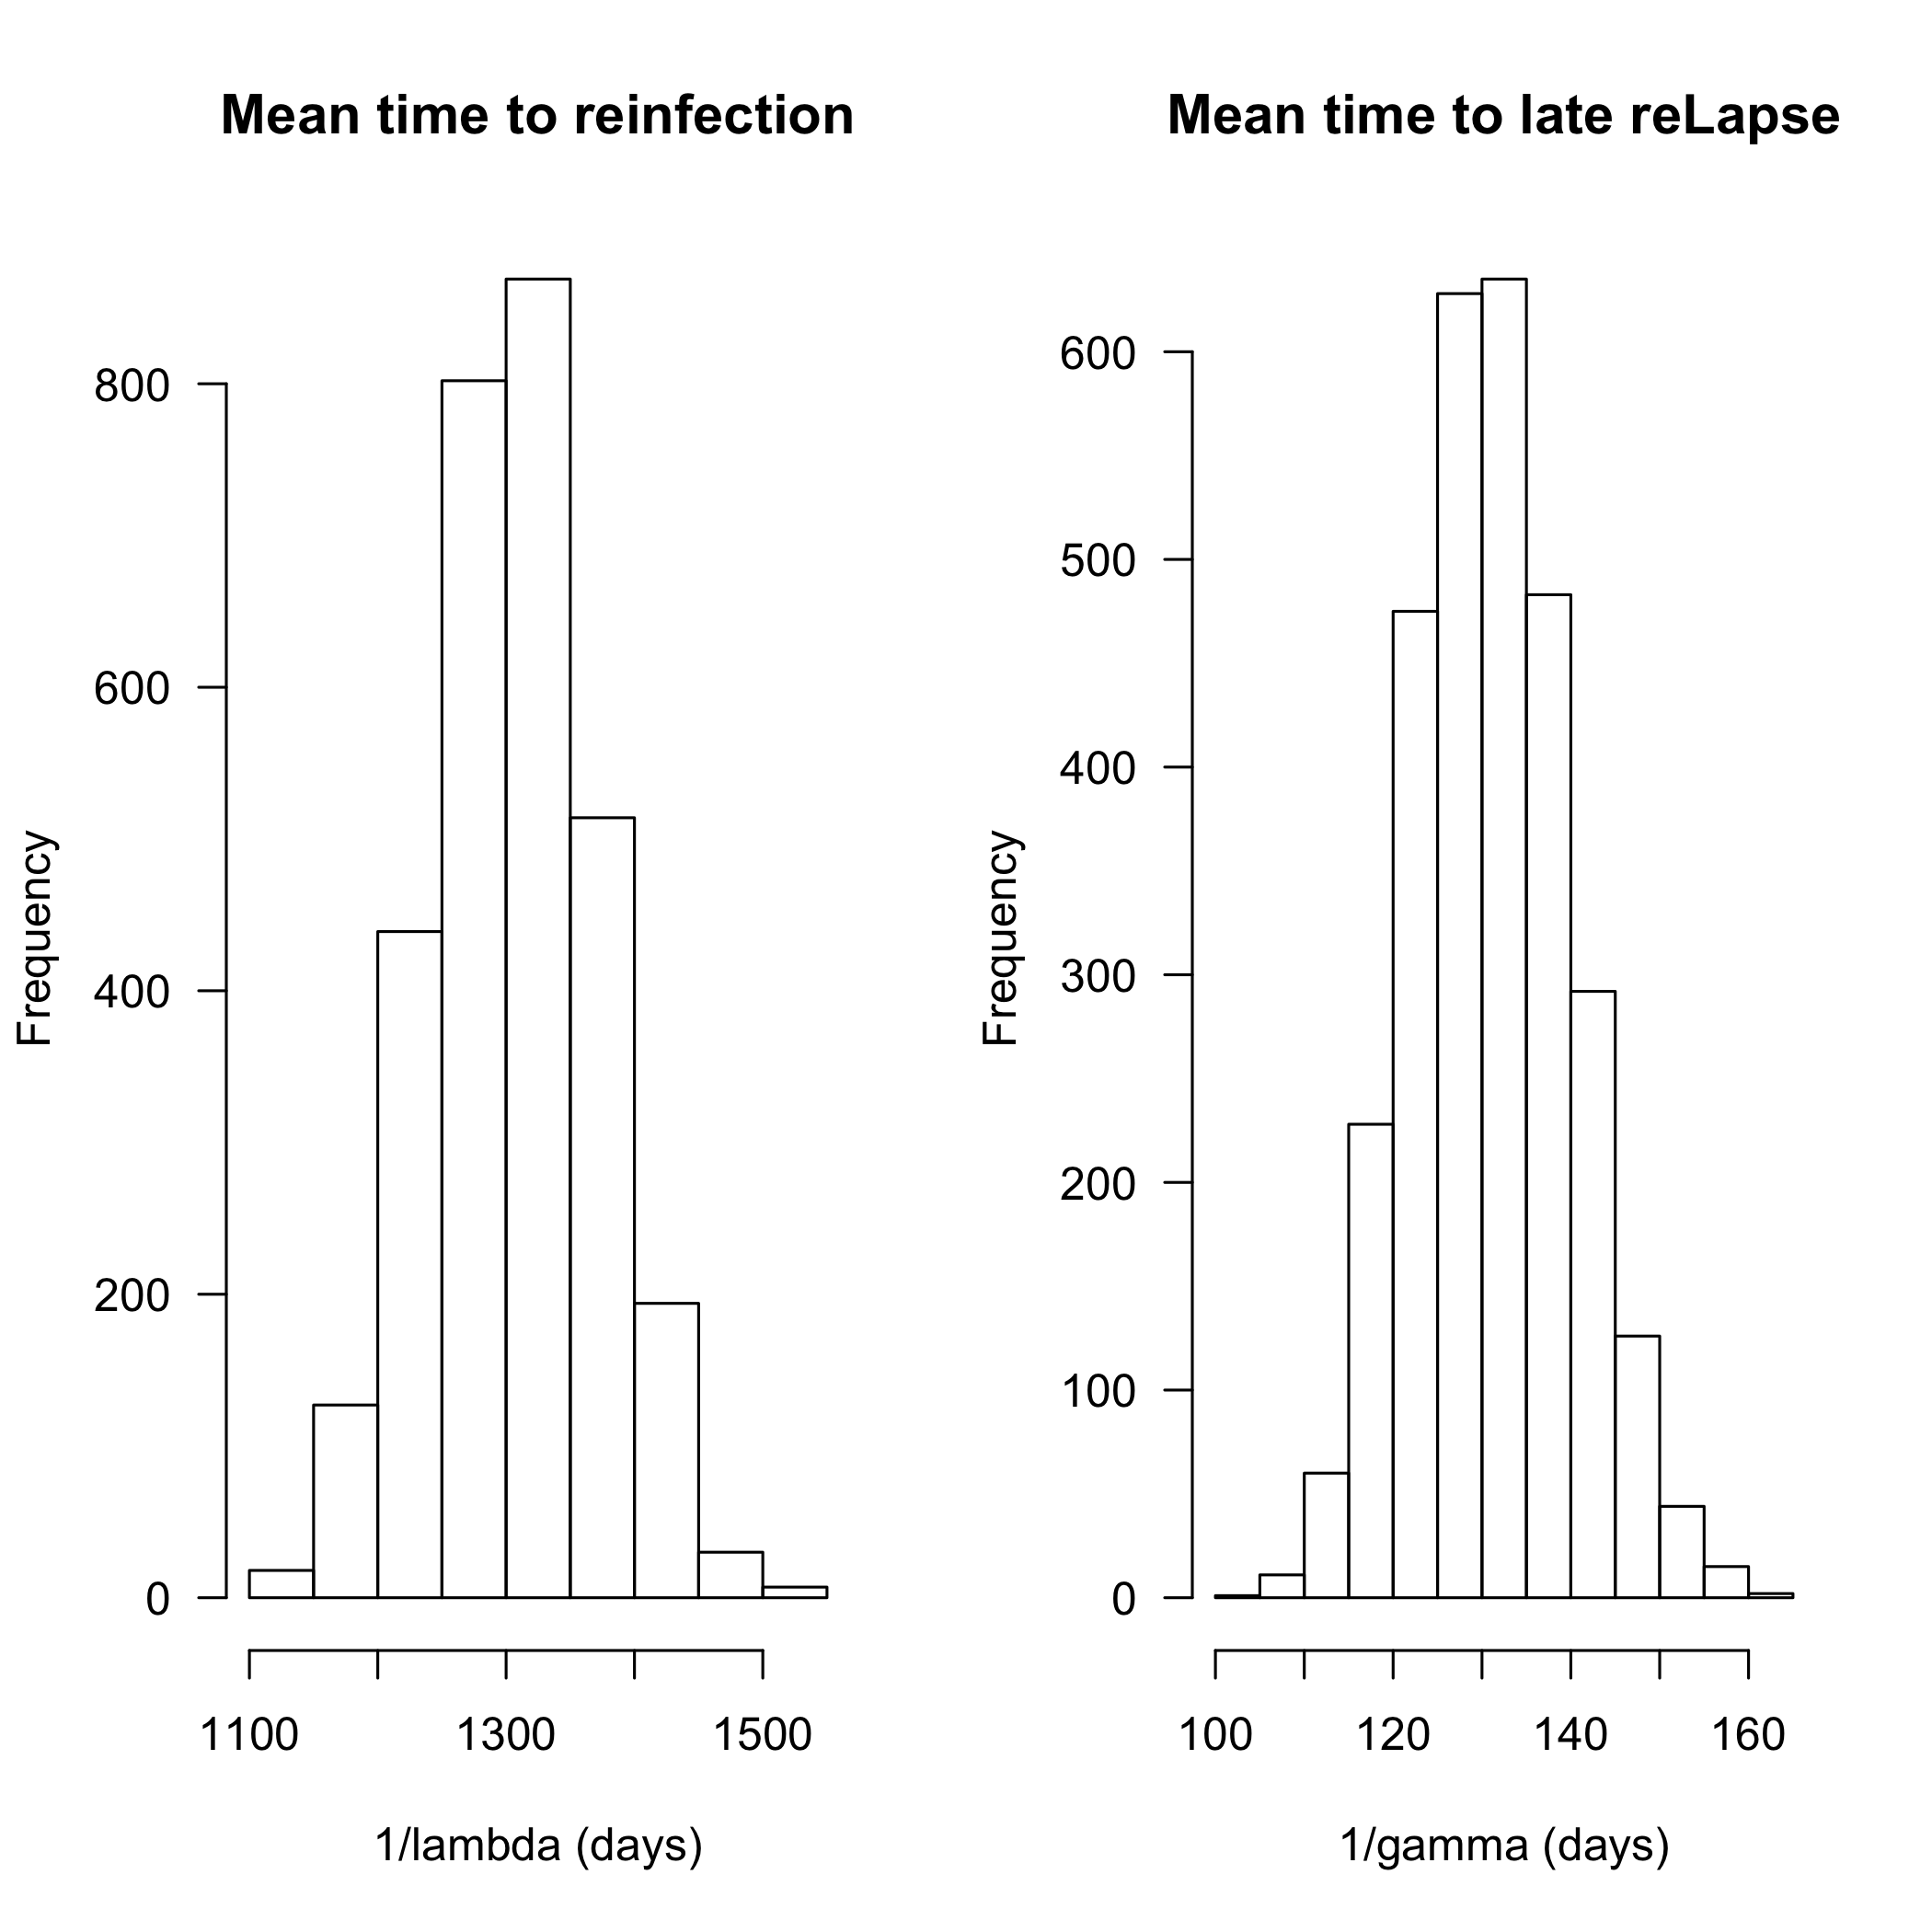 Mean time to reinfection
Frequency
800
600
400
200
0
1100 1300 1500
1/lambda (days)
Mean time to late reLapse
Frequency
600
500
400
300
200
100
0
100 120 140 160
1/gamma (days)